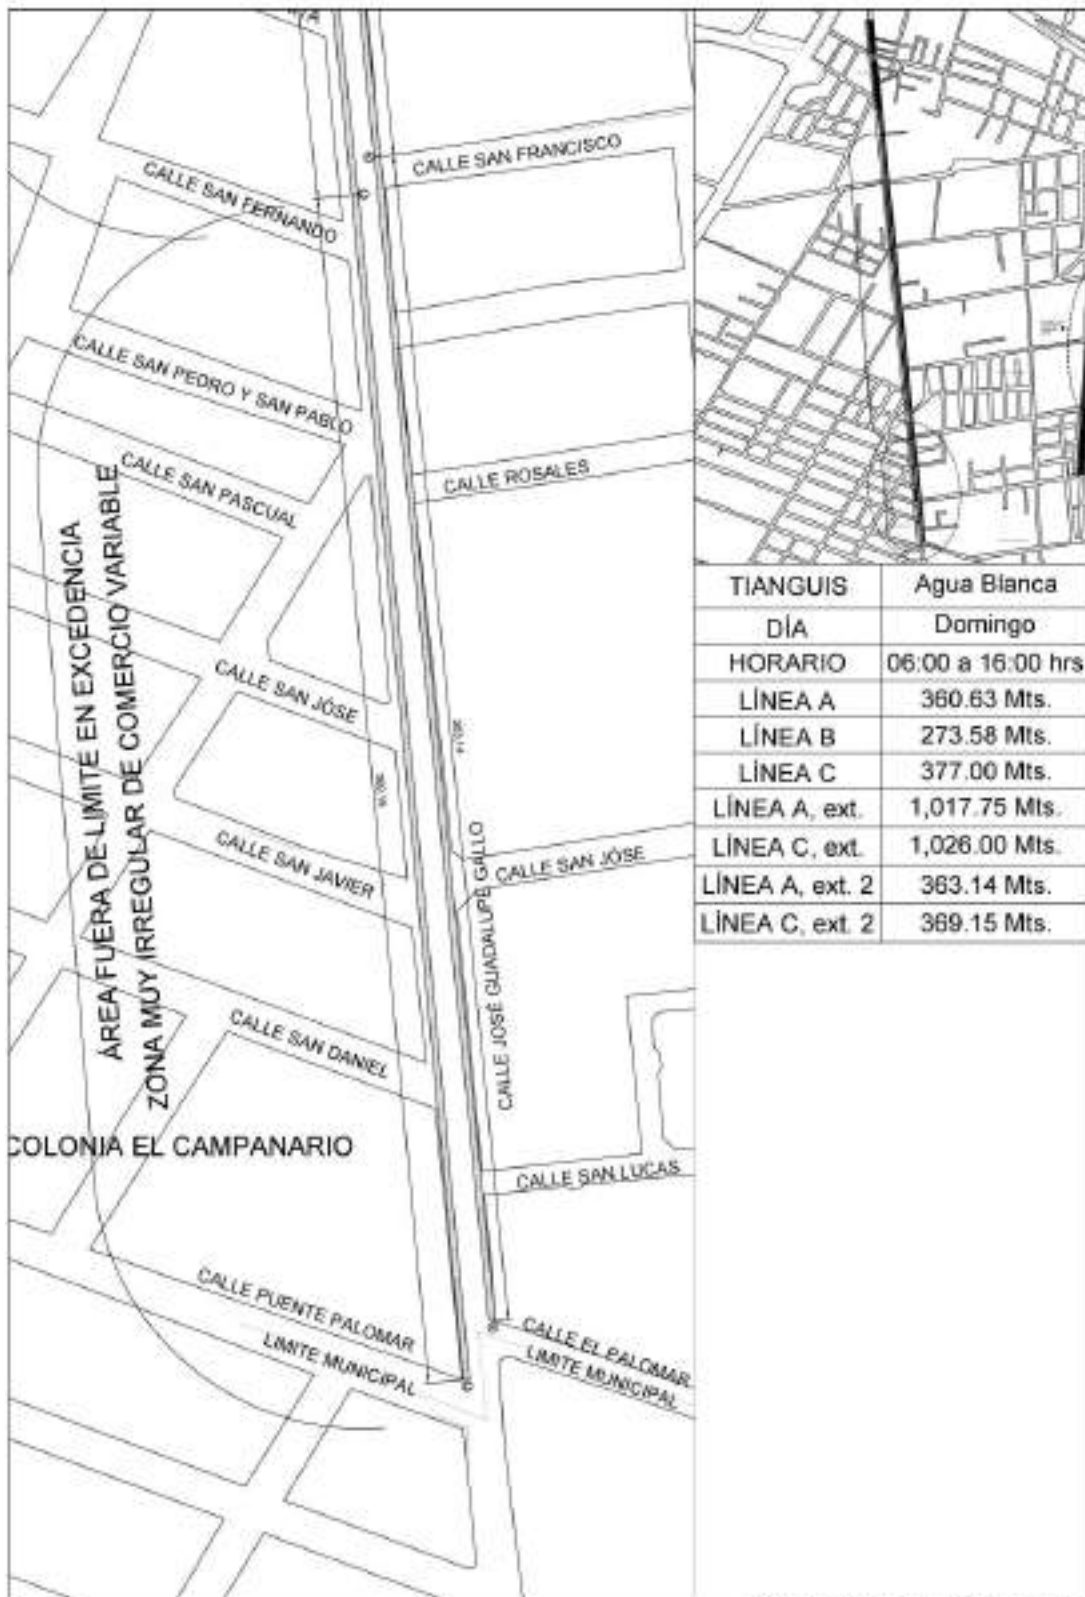 CALLE SAN FRANCISCO
CALLE SAN FERNANDO
CALLE SAN PEDRO Y SAN PABLO
CALLE SAN PASCUAL
CALLE ROSALES
ÁREA FUERA DE LIMITE EN EXCEDENCIA
ZONA MUY IRREGULAR DE COMERCIO VARIABLE
CALLE SAN JÓSE
363.14
CALLE SAN JAVIER
CALLE SAN JÓSE
CALLE JOSÉ GUADALUPE GALLO
CALLE SAN DANIEL
COLONIA EL CAMPANARIO
CALLE SAN LUCAS
CALLE PUENTE PALOMAR
LIMITE MUNICIPAL
CALLE EL PALOMAR
LIMITE MUNICIPAL
TIANGUIS Agua Blanca
DÍA Domingo
HORARIO 06:00 a 16:00 hrs
LÍNEA A 360.63 Mts.
LÍNEA B 273.58 Mts.
LÍNEA C 377.00 Mts.
LÍNEA A, ext. 1,017.75 Mts.
LÍNEA C, ext. 1,026.00 Mts.
LÍNEA A, ext. 2 363.14 Mts.
LÍNEA C, ext. 2 369.15 Mts.